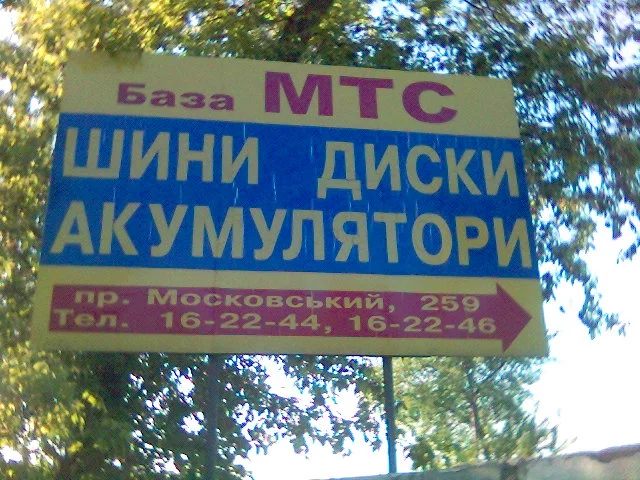 База МТС
ШИНИ ДИСКИ
АКУМУЛЯТОРИ
пр. Московський, 259
Тел. 16-22-44, 16-22-46